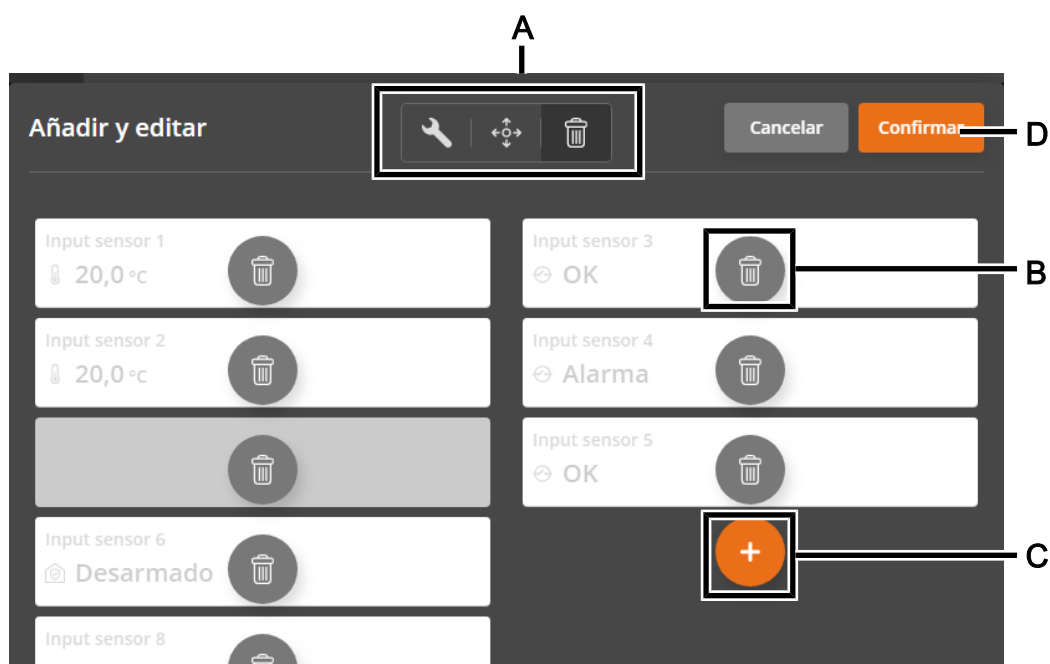 A
Añadir y editar
Cancelar
Confirmar
D
Input sensor 1
20,0 °C
Input sensor 3
OK
B
Input sensor 2
20,0 °C
Input sensor 4
Alarma
Input sensor 5
OK
Input sensor 6
Desarmado
C
Input sensor 8